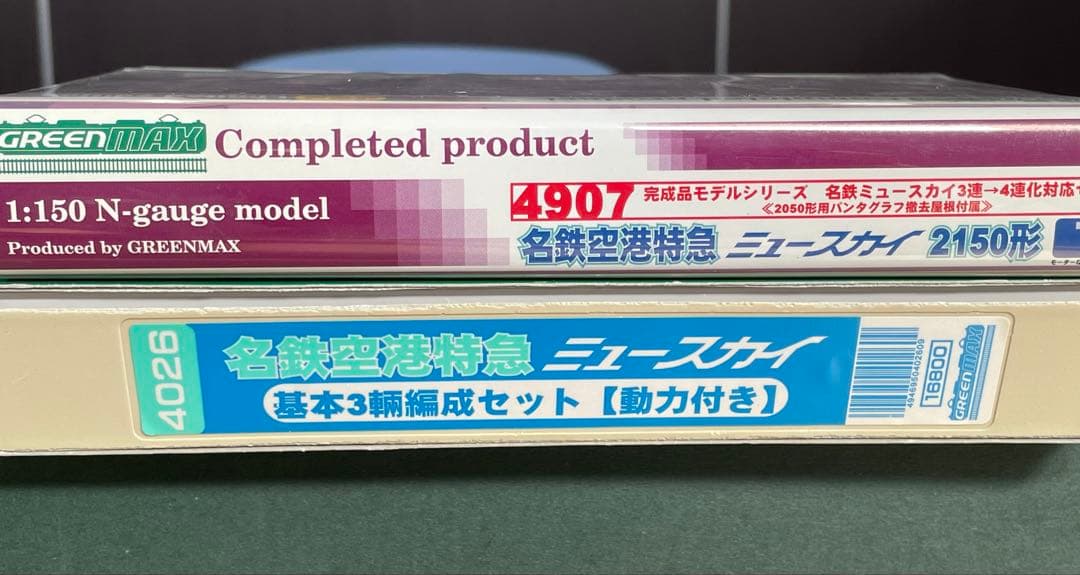 GREENMAX Completed product
1:150 N-gauge model
Produced by GREENMAX
4907 完成品モデルシリーズ 名鉄ミュースカイ3連→4連化対応
≪2050形用パンタグラフ撤去屋根付属≫
名鉄空港特急 ミュースカイ 2150形
4026
名鉄空港特急 ミュースカイ
基本3輛編成セット【動力付き】
4946950402609
16800
GREENMAX